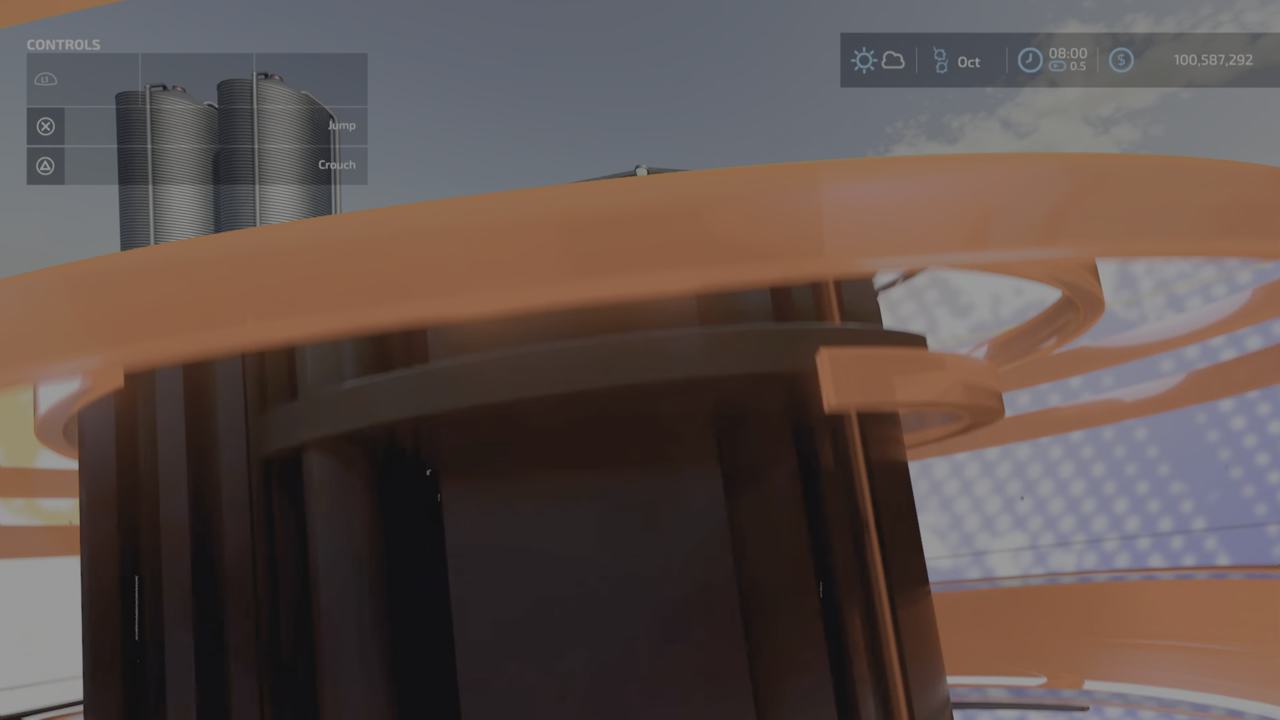 CONTROLS
L1
Jump
Crouch
Oct
08:00
0.5
$
100,587,292